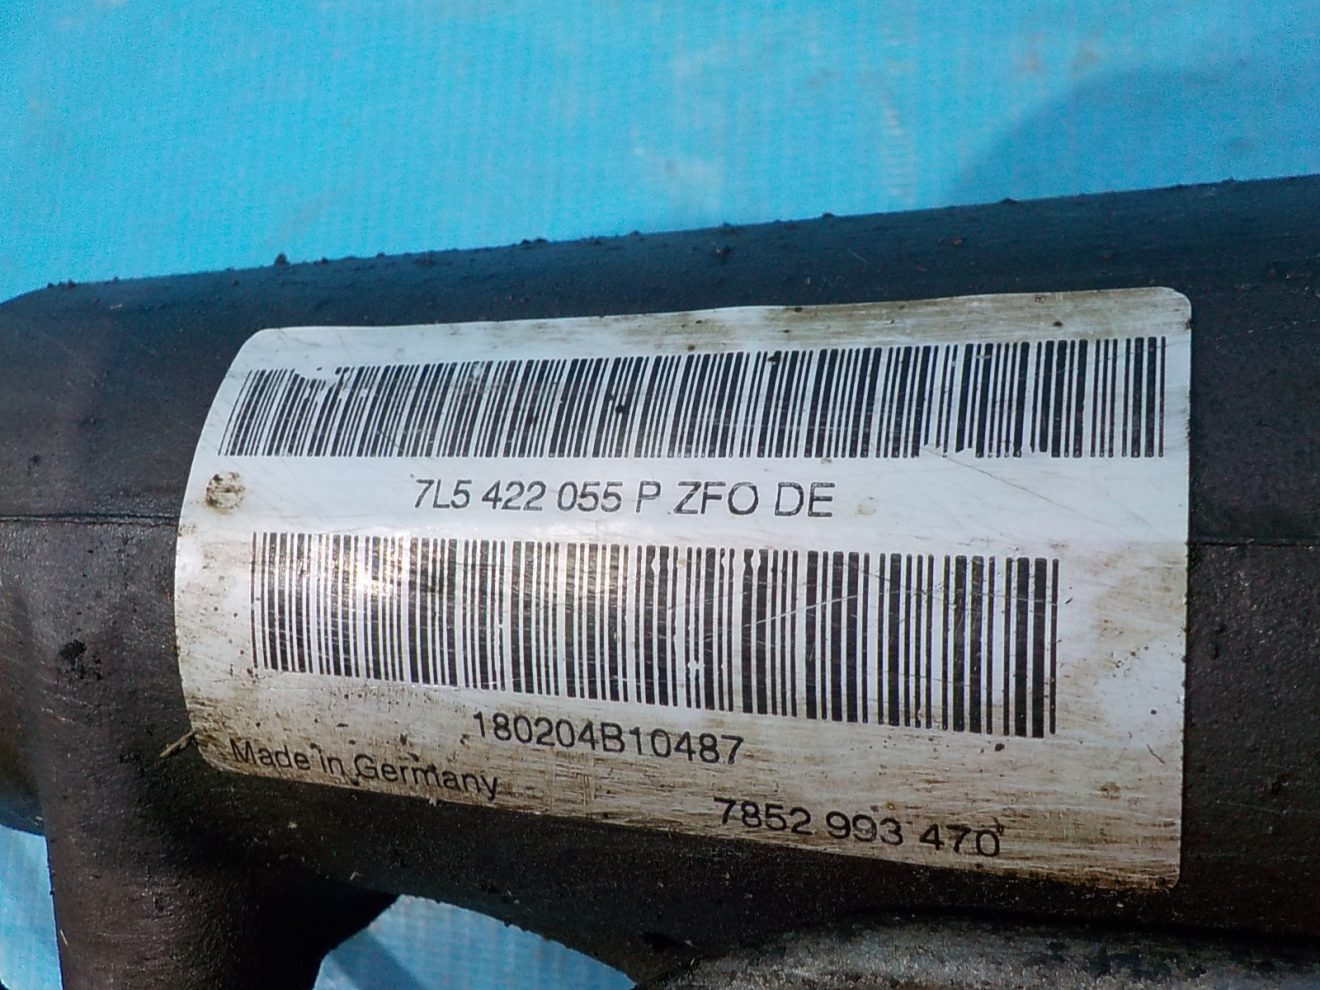 7L5 422 055 P ZFO DE
180204B10487
Made in Germany
7852 993 470